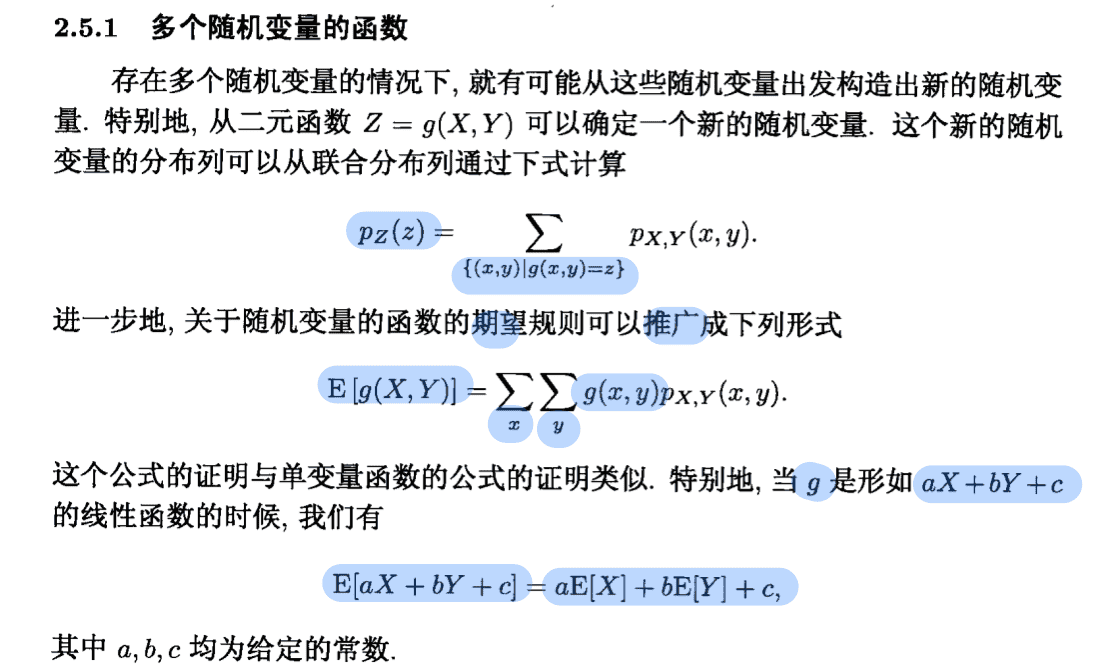 2.5.1 多个随机变量的函数
存在多个随机变量的情况下, 就有可能从这些随机变量出发构造出新的随机变
量. 特别地, 从二元函数 Z = g(X, Y) 可以确定一个新的随机变量. 这个新的随机
变量的分布列可以从联合分布列通过下式计算
p_Z(z) = ∑_{{(x,y)|g(x,y)=z}} p_{X,Y}(x, y).
进一步地, 关于随机变量的函数的期望规则可以推广成下列形式
E[g(X, Y)] = ∑_x ∑_y g(x, y)p_{X,Y}(x, y).
这个公式的证明与单变量函数的公式的证明类似. 特别地, 当 g 是形如 aX + bY + c
的线性函数的时候, 我们有
E[aX + bY + c] = aE[X] + bE[Y] + c,
其中 a, b, c 均为给定的常数.